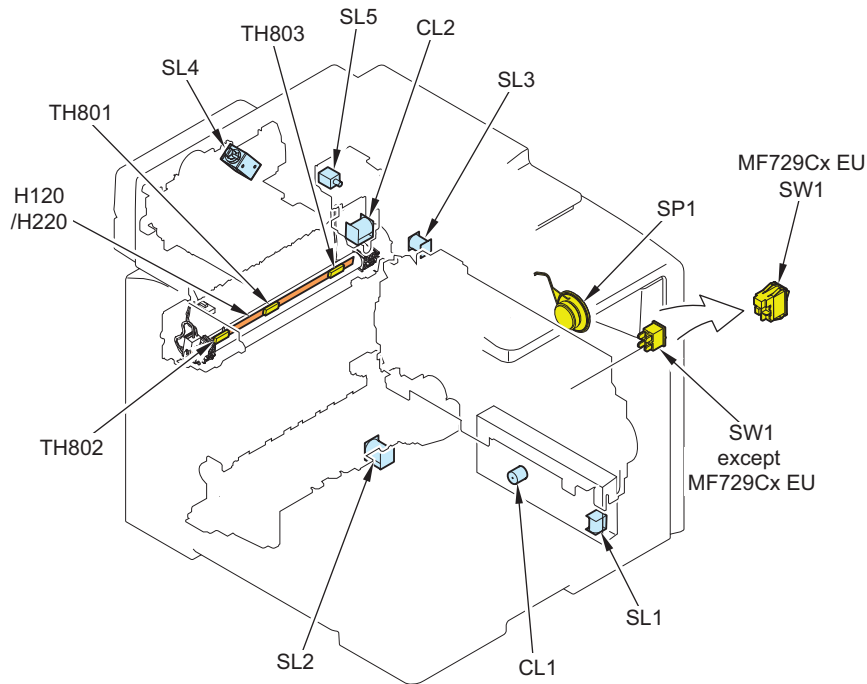 TH803
SL5
CL2
SL4
SL3
TH801
MF729Cx EU
SW1
H120
/H220
SP1
TH802
SW1
except
MF729Cx EU
SL2
CL1
SL1